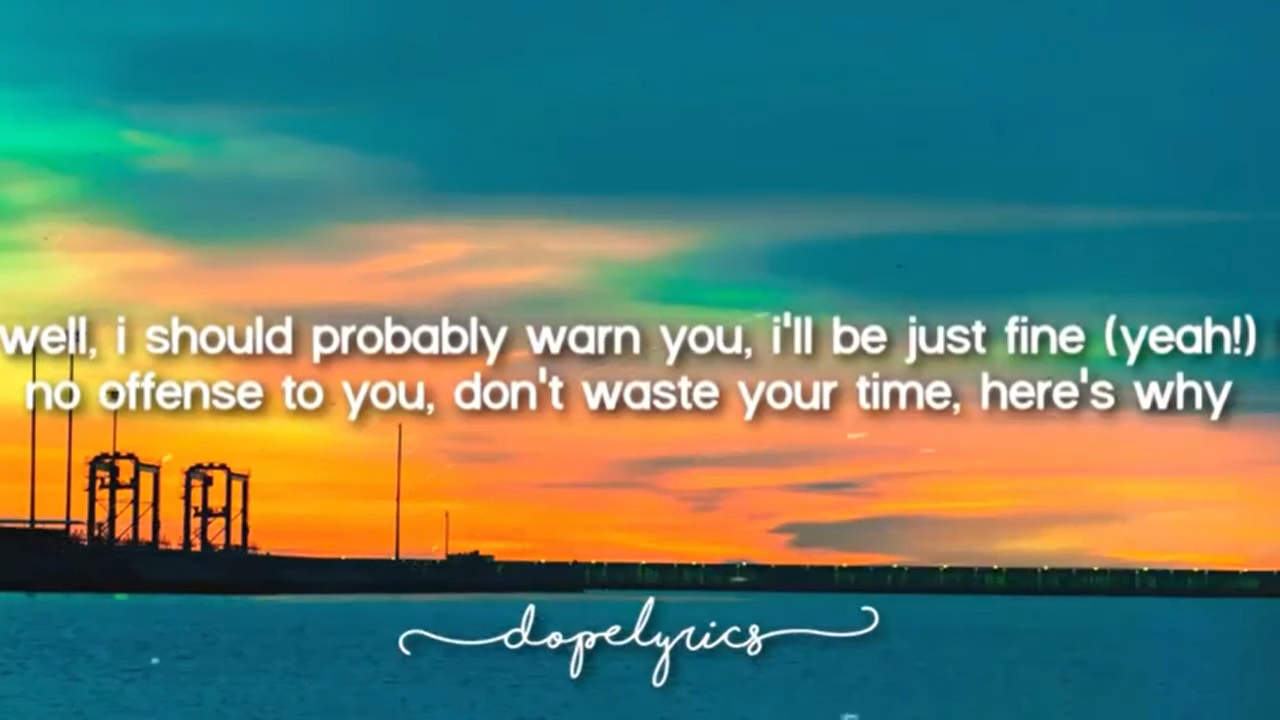 well, i should probably warn you, i'll be just fine (yeah!)
no offense to you, don't waste your time, here's why
dopelyrics